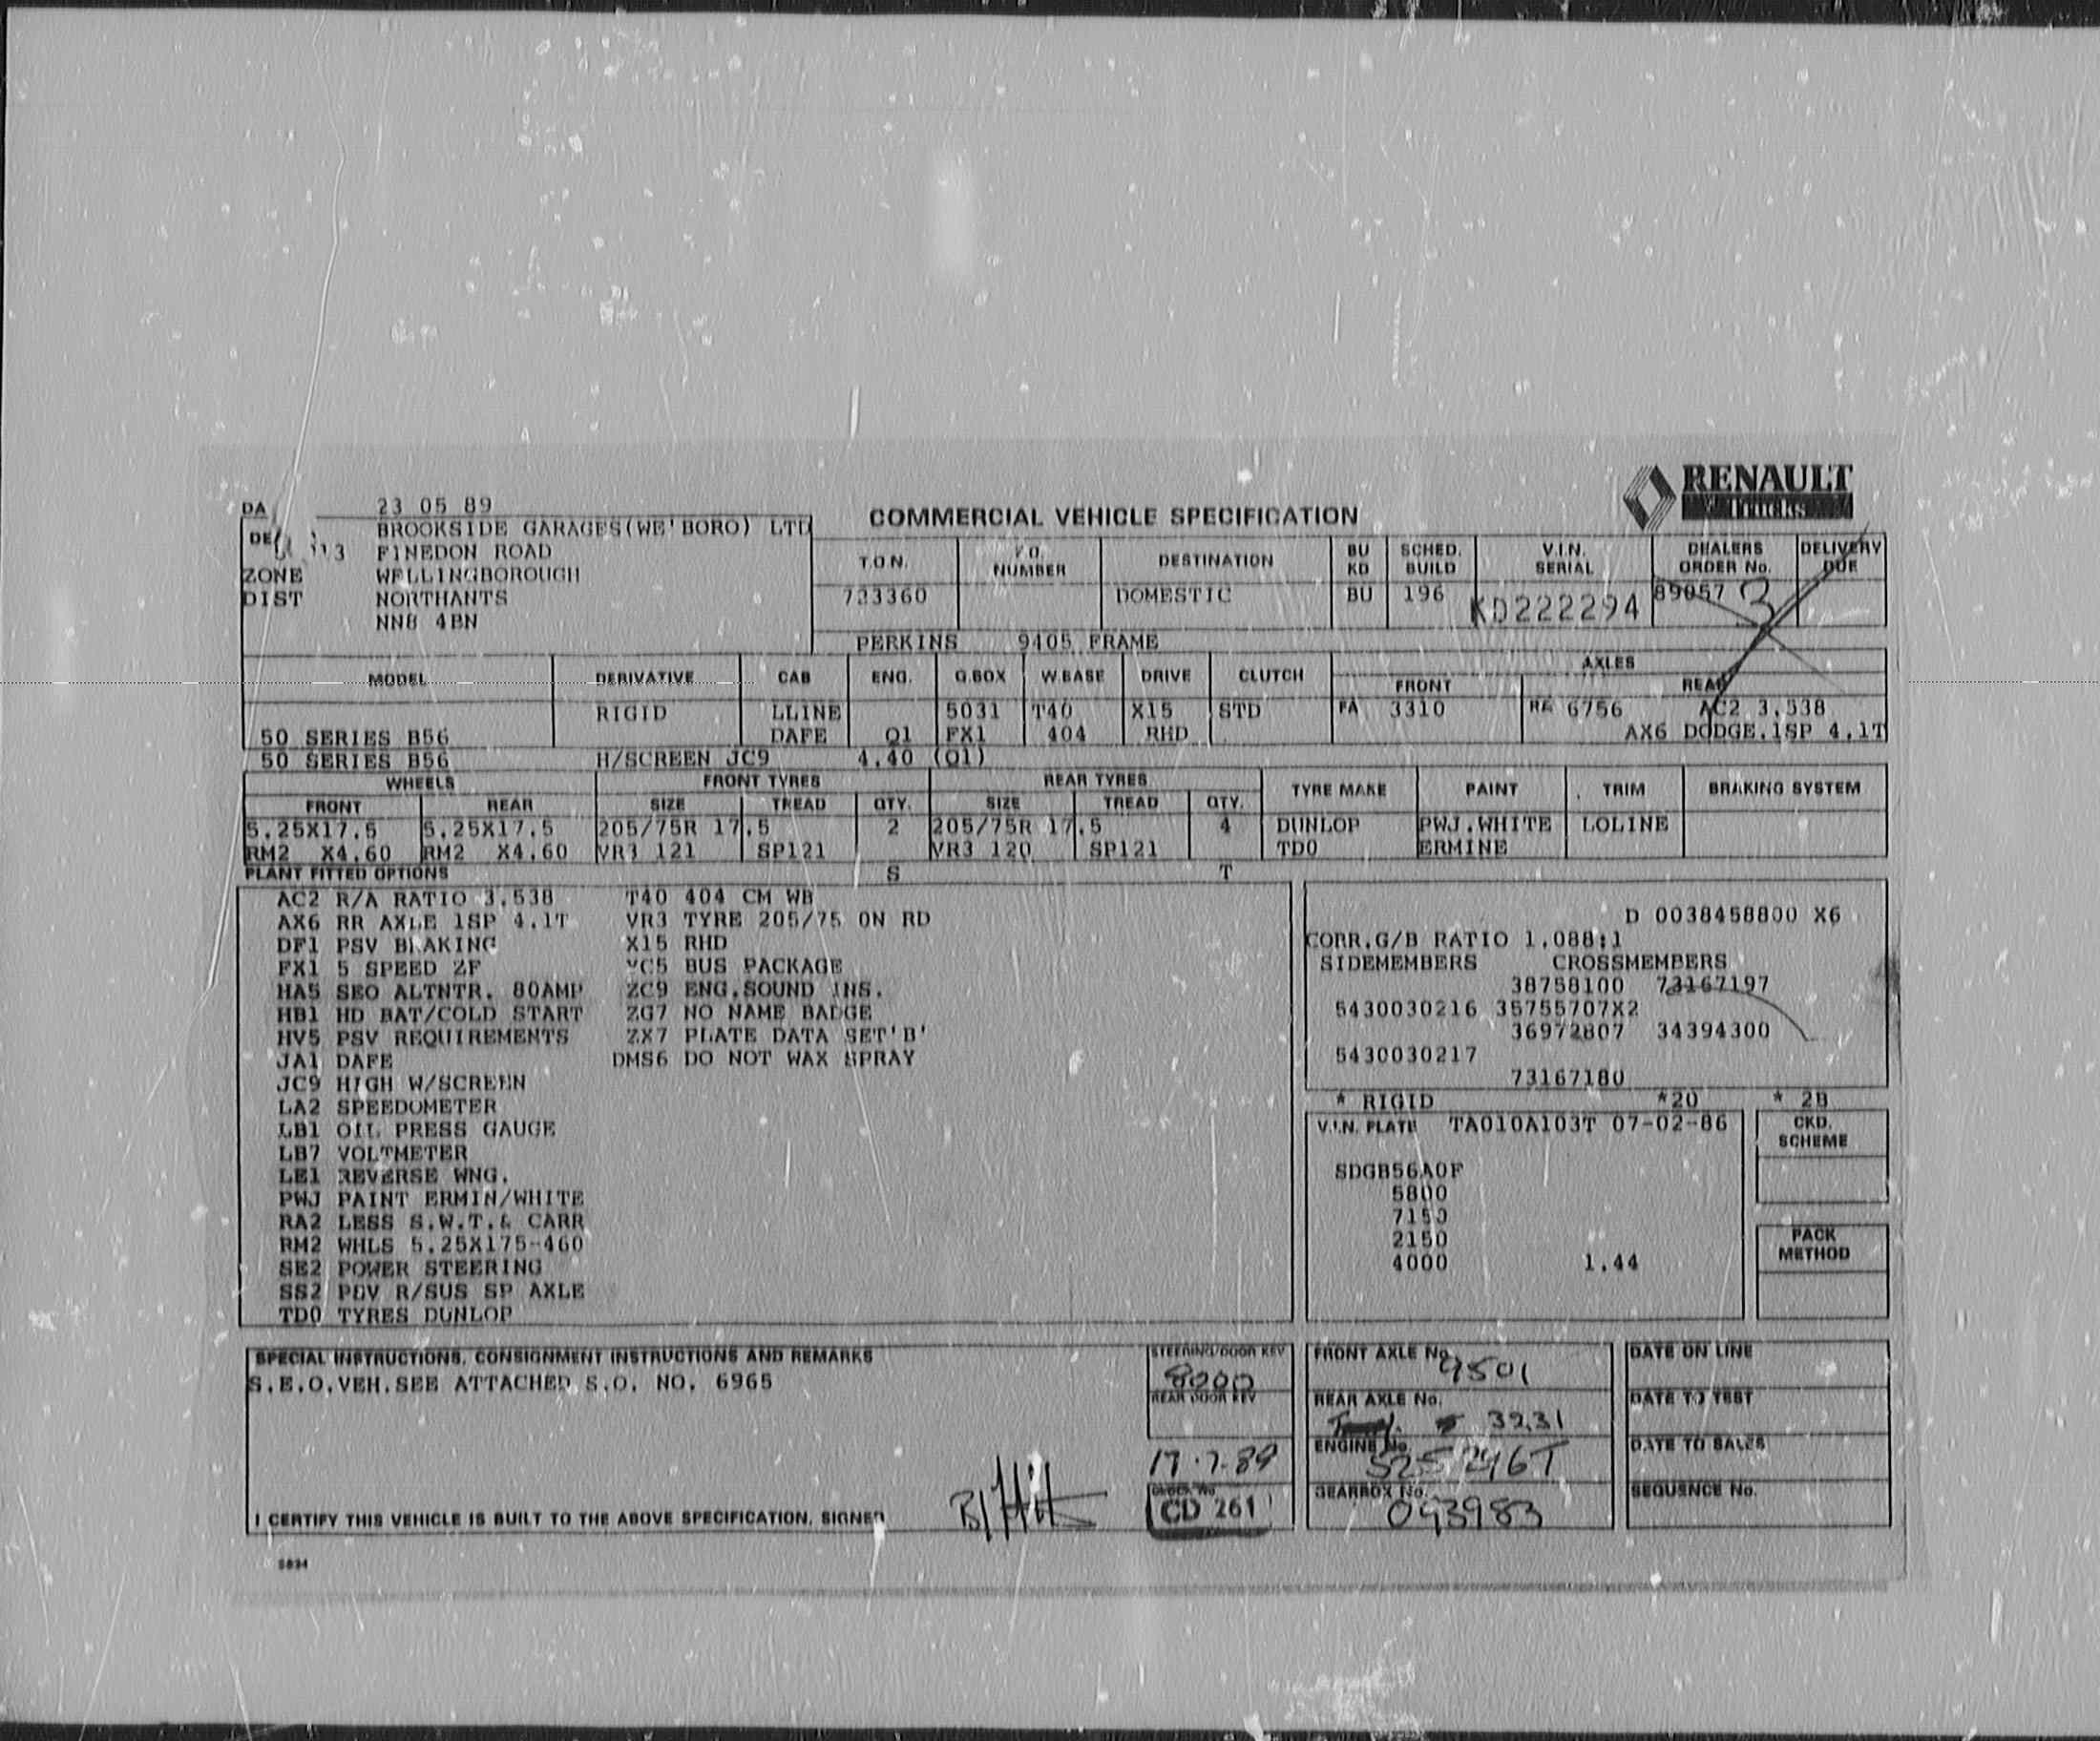 RENAULT
Trucks
DA 23 05 89
COMMERCIAL VEHICLE SPECIFICATION
DE 113 BROOKSIDE GARAGES(WE'BORO) LTD
FINEDON ROAD
ZONE WELLINGBOROUGH
DIST NORTHANTS
NN8 4BN
T.O.N. NUMBER DESTINATION BU KD SCHED. BUILD V.I.N. SERIAL DEALERS ORDER No. DELIVERY DUE
723360 DOMESTIC BU 196 KD222294 89057 3
PERKINS 9405 FRAME
MODEL DERIVATIVE CAB ENG. G.BOX W.BASE DRIVE CLUTCH AXLES
FRONT REAR
RIGID LLINE 5031 T40 X15 STD FA 3310 RA 6756 AC2 3.538
50 SERIES B56 DAFE Q1 FX1 404 RHD AX6 DODGE.1SP 4.1T
50 SERIES B56 H/SCREEN JC9 4.40 (Q1)
WHEELS FRONT TYRES REAR TYRES TYRE MAKE PAINT TRIM BRAKING SYSTEM
FRONT REAR SIZE TREAD QTY. SIZE TREAD QTY.
5.25X17.5 5.25X17.5 205/75R 17.5 2 205/75R 17.5 4 DUNLOP PWJ.WHITE LOLINE
RM2 X4.60 RM2 X4.60 VR3 121 SP121 VR3 120 SP121 TD0 ERMINE
PLANT FITTED OPTIONS S T
AC2 R/A RATIO 3.538 T40 404 CM WB
AX6 RR AXLE 1SP 4.1T VR3 TYRE 205/75 ON RD
DF1 PSV BRAKING X15 RHD
FX1 5 SPEED ZF YC5 BUS PACKAGE
HA5 SEO ALTNTR. 80AMP ZC9 ENG.SOUND INS.
HB1 HD BAT/COLD START ZG7 NO NAME BADGE
HV5 PSV REQUIREMENTS ZX7 PLATE DATA SET'B'
JA1 DAFE DMS6 DO NOT WAX SPRAY
JC9 HIGH W/SCREEN
LA2 SPEEDOMETER
LB1 OIL PRESS GAUGE
LB7 VOLTMETER
LE1 REVERSE WNG.
PWJ PAINT ERMIN/WHITE
RA2 LESS S.W.T.& CARR
RM2 WHLS 5.25X175-460
SE2 POWER STEERING
SS2 PDV R/SUS SP AXLE
TD0 TYRES DUNLOP
D 0038458800 X6
CORR.G/B RATIO 1.088:1
SIDEMEMBERS CROSSMEMBERS
38758100 73167197
5430030216 35755707X2
36972807 34394300
5430030217
73167180
* RIGID *20 * 2B
V.I.N. PLATE TA010A103T 07-02-86
CKD. SCHEME
SDGB56A0F
5800
7150
2150
4000 1.44
PACK METHOD
SPECIAL INSTRUCTIONS, CONSIGNMENT INSTRUCTIONS AND REMARKS
S.E.O.VEH.SEE ATTACHED S.O. NO. 6965
I CERTIFY THIS VEHICLE IS BUILT TO THE ABOVE SPECIFICATION. SIGNED
STEERING/DOOR KEY
8000
REAR DOOR KEY
17.7.89
CD 261
FRONT AXLE No. 9501
REAR AXLE No.
3231
ENGINE No.
GEARBOX No.
093983
DATE ON LINE
DATE TO TEST
DATE TO SALES
SEQUENCE No.